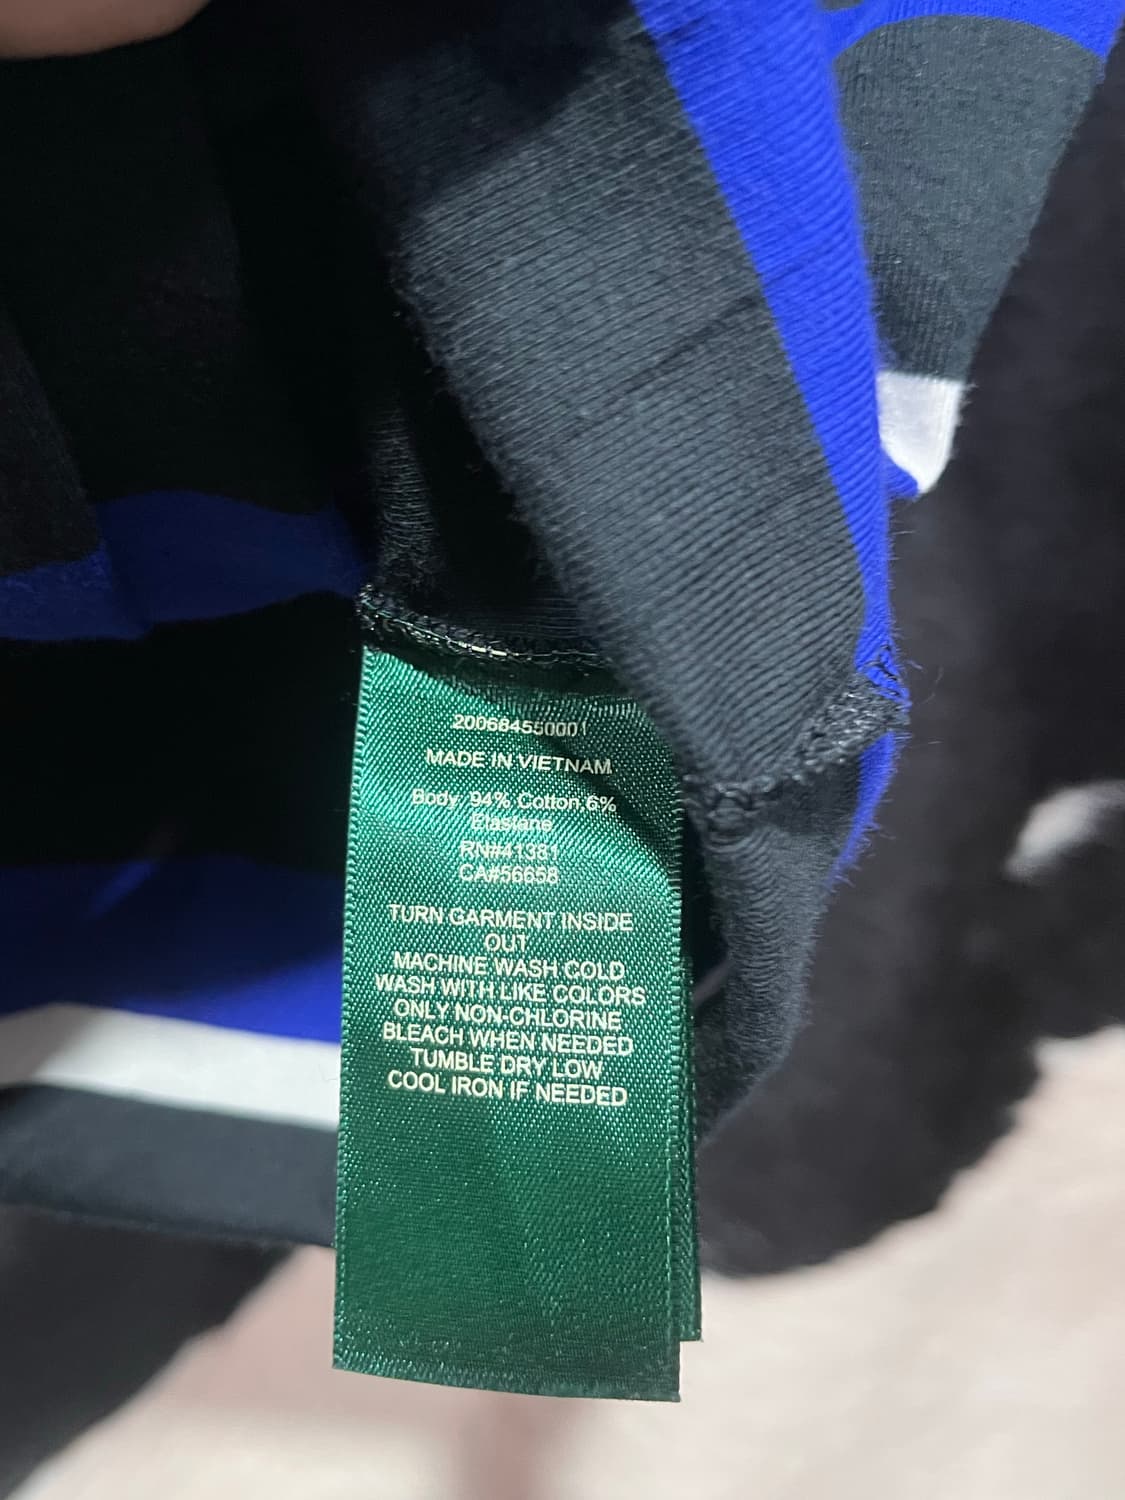 200684550001
MADE IN VIETNAM
Body: 94% Cotton,6%
Elastane
RN#41381
CA#56658
TURN GARMENT INSIDE
OUT
MACHINE WASH COLD
WASH WITH LIKE COLORS
ONLY NON-CHLORINE
BLEACH WHEN NEEDED
TUMBLE DRY LOW
COOL IRON IF NEEDED